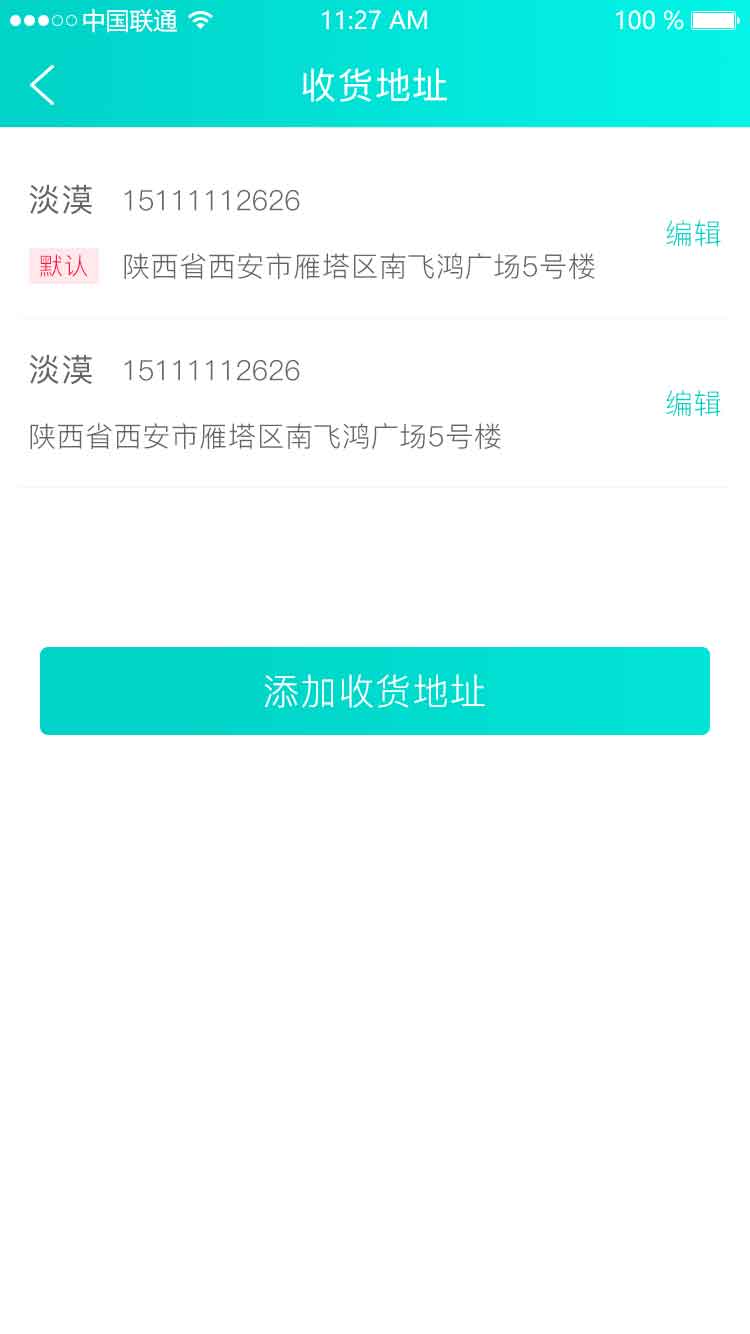 中国联通 11:27 AM 100 %
收货地址
淡漠 15111112626
编辑
默认 陕西省西安市雁塔区南飞鸿广场5号楼
淡漠 15111112626
编辑
陕西省西安市雁塔区南飞鸿广场5号楼
添加收货地址